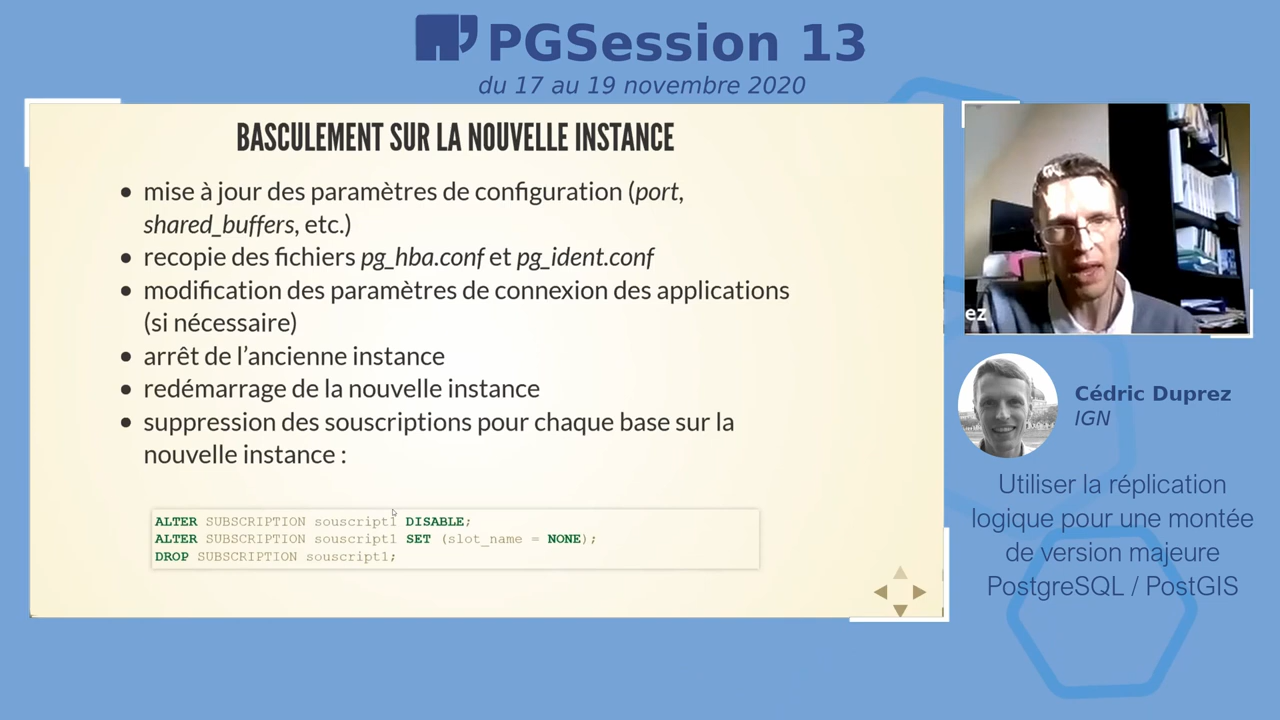 PGSession 13
du 17 au 19 novembre 2020
BASCULEMENT SUR LA NOUVELLE INSTANCE
• mise à jour des paramètres de configuration (port,
shared_buffers, etc.)
• recopie des fichiers pg_hba.conf et pg_ident.conf
• modification des paramètres de connexion des applications
(si nécessaire)
• arrêt de l’ancienne instance
• redémarrage de la nouvelle instance
• suppression des souscriptions pour chaque base sur la
nouvelle instance :
ALTER SUBSCRIPTION souscript1 DISABLE;
ALTER SUBSCRIPTION souscript1 SET (slot_name = NONE);
DROP SUBSCRIPTION souscript1;
ez
Cédric Duprez
IGN
Utiliser la réplication
logique pour une montée
de version majeure
PostgreSQL / PostGIS